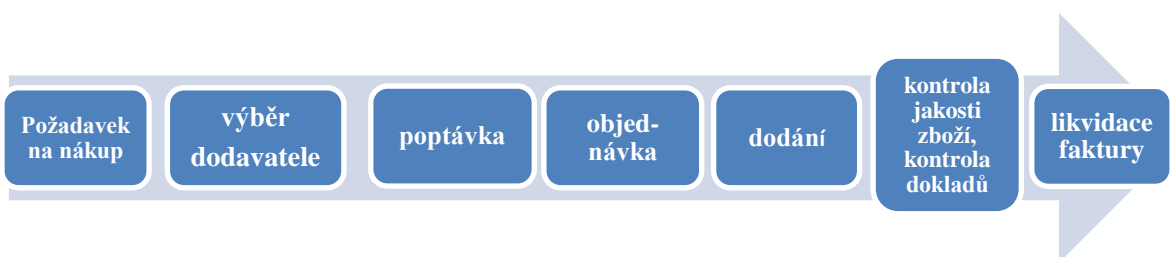 Požadavek
na nákup
výběr
dodavatele
poptávka
objed-
návka
dodání
kontrola
jakosti
zboží,
kontrola
dokladů
likvidace
faktury